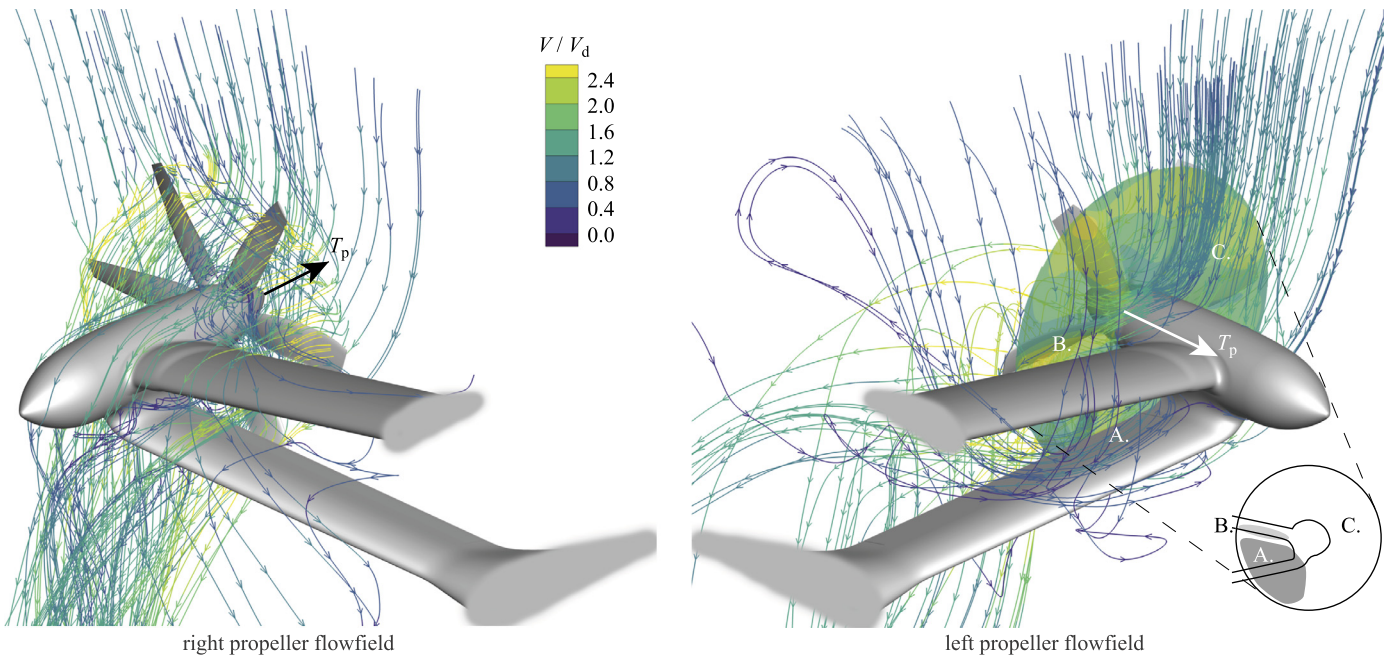 V / Vd
2.4
2.0
1.6
1.2
0.8
0.4
0.0
Tp
right propeller flowfield
C.
B.
Tp
A.
B.
C.
A.
left propeller flowfield